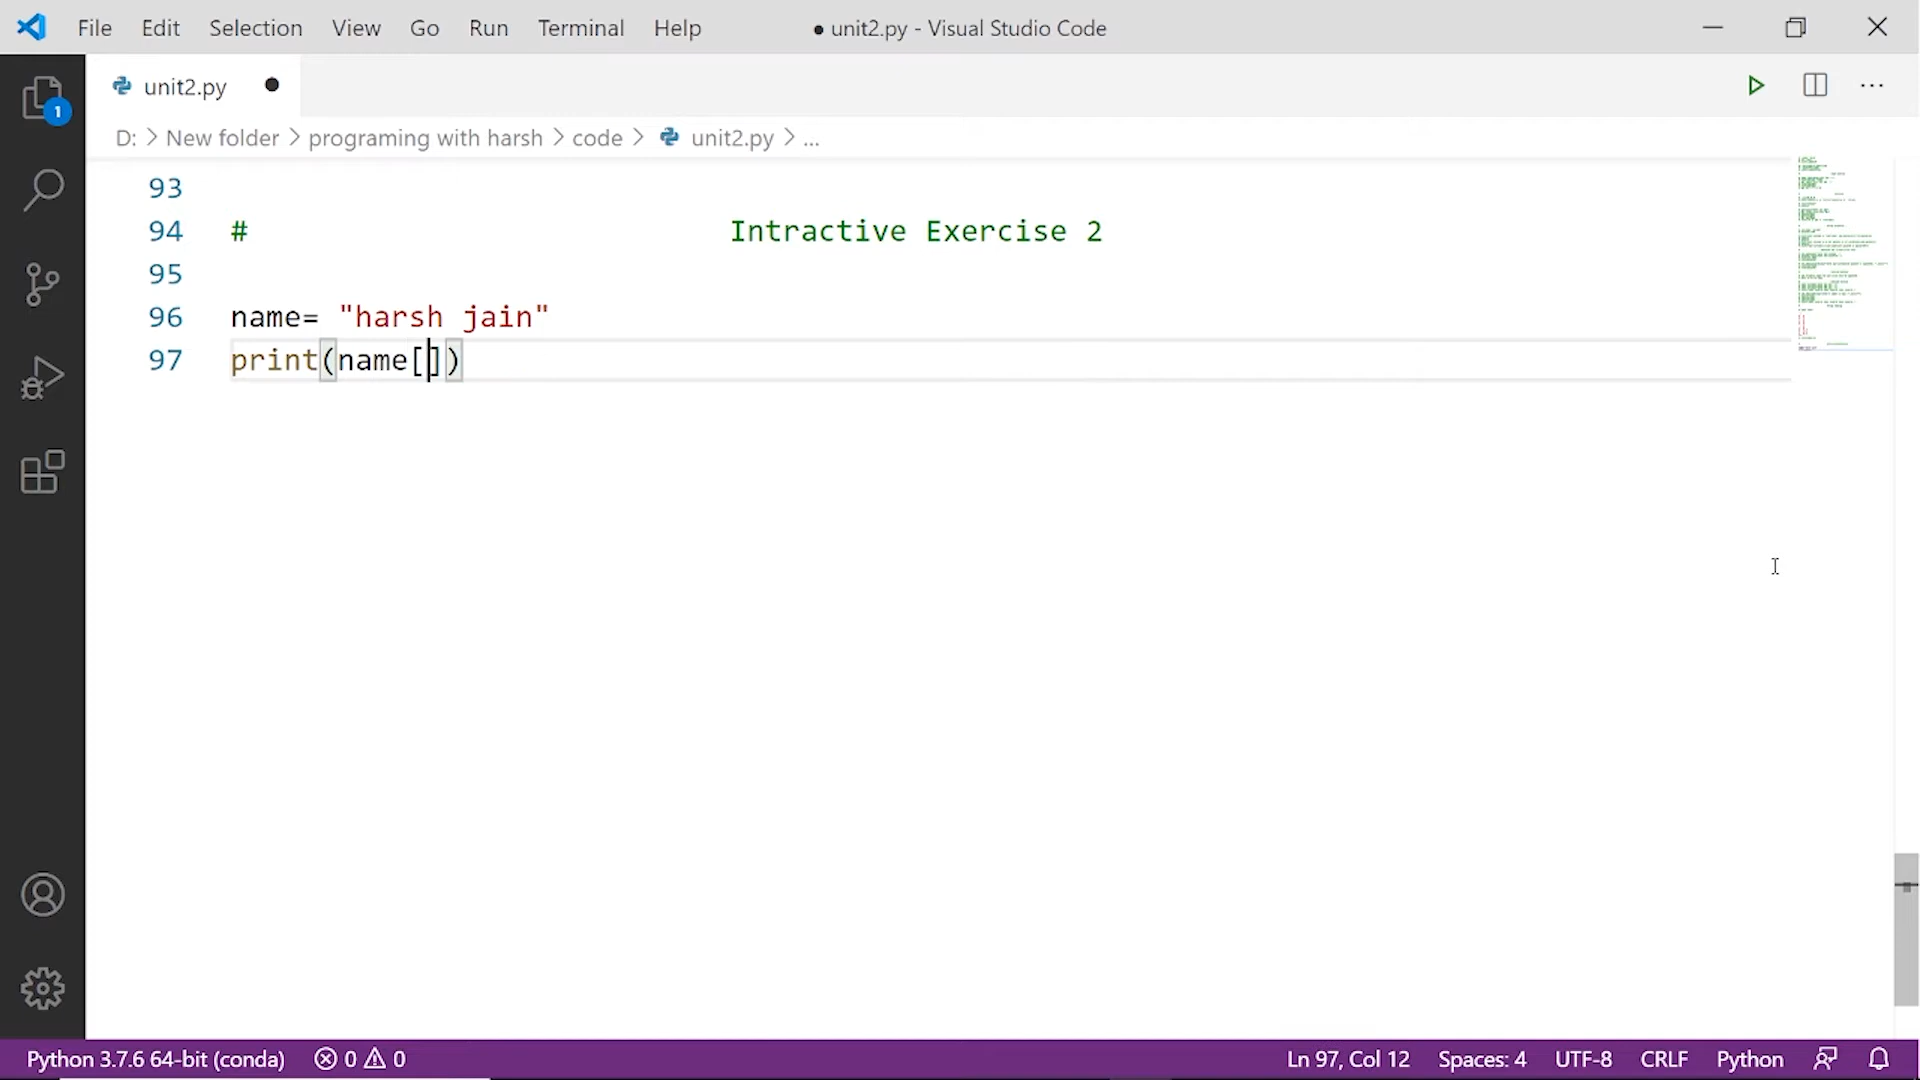 File Edit Selection View Go Run Terminal Help ● unit2.py - Visual Studio Code
unit2.py ●
D: > New folder > programing with harsh > code > unit2.py > ...
1
93
94 # Intractive Exercise 2
95
96 name= "harsh jain"
97 print(name[])
Python 3.7.6 64-bit (conda) 0 0 Ln 97, Col 12 Spaces: 4 UTF-8 CRLF Python